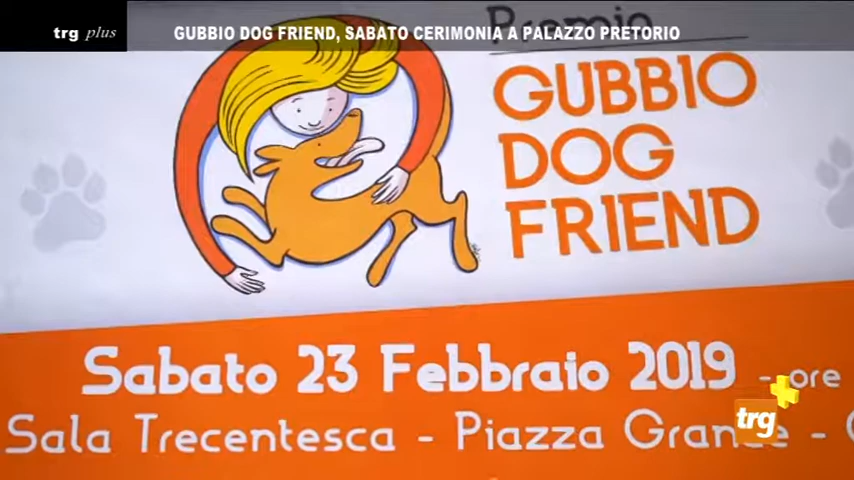 trg plus
GUBBIO DOG FRIEND, SABATO CERIMONIA A PALAZZO PRETORIO
Premio
GUBBIO
DOG
FRIEND
Sabato 23 Febbraio 2019 - ore
Sala Trecentesca - Piazza Grande -
trg+